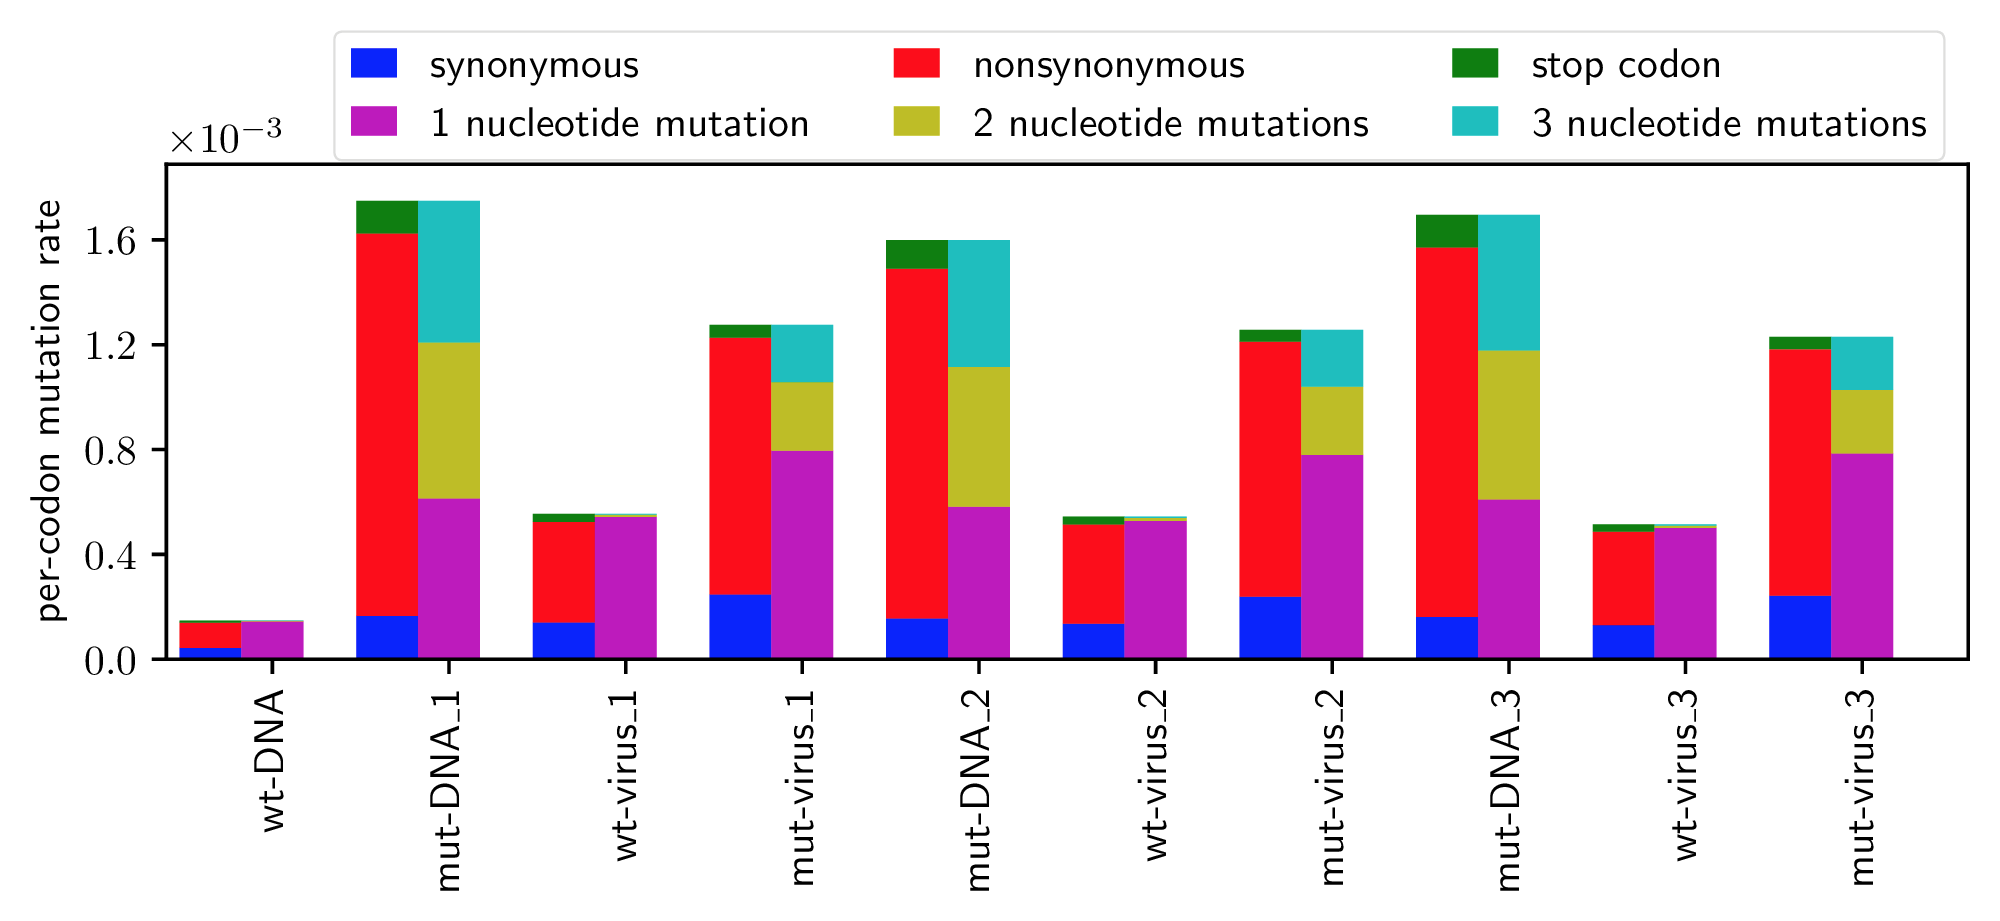 synonymous nonsynonymous stop codon
1 nucleotide mutation 2 nucleotide mutations 3 nucleotide mutations
×10⁻³
per-codon mutation rate
1.6
1.2
0.8
0.4
0.0
wt-DNA
mut-DNA_1
wt-virus_1
mut-virus_1
mut-DNA_2
wt-virus_2
mut-virus_2
mut-DNA_3
wt-virus_3
mut-virus_3